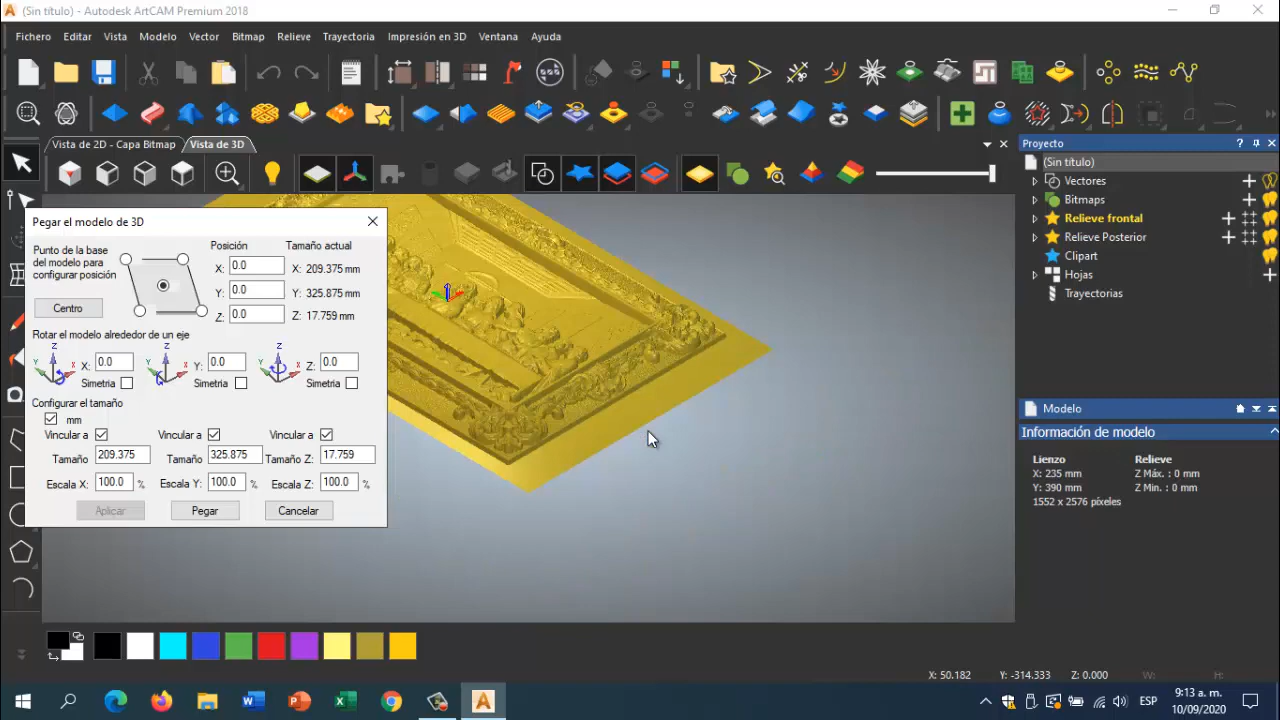 (Sin título) - Autodesk ArtCAM Premium 2018
Fichero Editar Vista Modelo Vector Bitmap Relieve Trayectoria Impresión en 3D Ventana Ayuda
Vista de 2D - Capa Bitmap Vista de 3D
Pegar el modelo de 3D
Punto de la base
del modelo para
configurar posición
Centro
Posición Tamaño actual
X: 0.0 X: 209.375 mm
Y: 0.0 Y: 325.875 mm
Z: 0.0 Z: 17.759 mm
Rotar el modelo alrededor de un eje
Z Y X X: 0.0 Z Y X Y: 0.0 Z Y X Z: 0.0
Simetria Simetria Simetria
Configurar el tamaño
mm
Vincular a Vincular a Vincular a
Tamaño 209.375 Tamaño 325.875 Tamaño Z: 17.759
Escala X: 100.0 % Escala Y: 100.0 % Escala Z: 100.0 %
Aplicar Pegar Cancelar
Proyecto
(Sin título)
Vectores
Bitmaps
Relieve frontal
Relieve Posterior
Clipart
Hojas
Trayectorias
Modelo
Información de modelo
Lienzo Relieve
X: 235 mm Z Máx. : 0 mm
Y: 390 mm Z Min. : 0 mm
1552 x 2576 píxeles
X: 50.182 Y: -314.333 Z: 0.000 W: H:
ESP
9:13 a. m.
10/09/2020